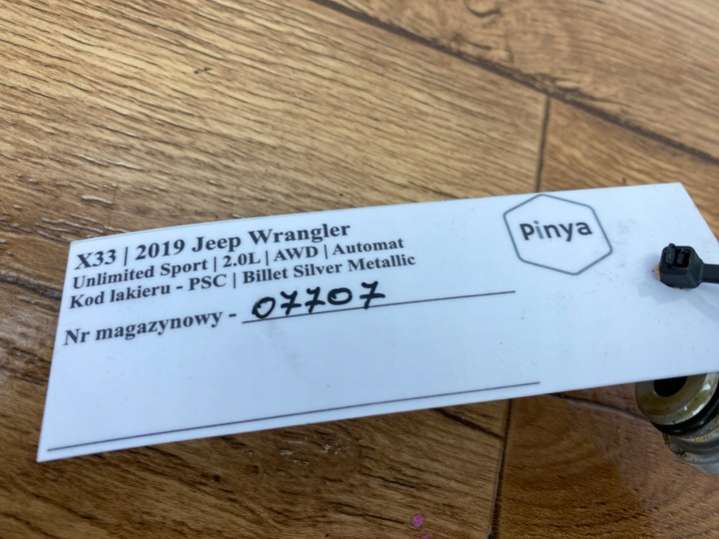 X33 | 2019 Jeep Wrangler
Unlimited Sport | 2.0L | AWD | Automat
Kod lakieru - PSC | Billet Silver Metallic
Nr magazynowy - 07707
Pinya